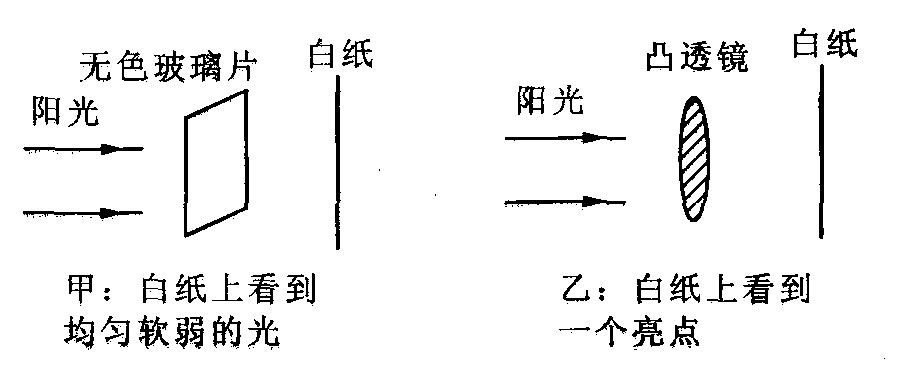 无色玻璃片
白纸
阳光
甲：白纸上看到
均匀软弱的光
凸透镜
白纸
阳光
乙：白纸上看到
一个亮点